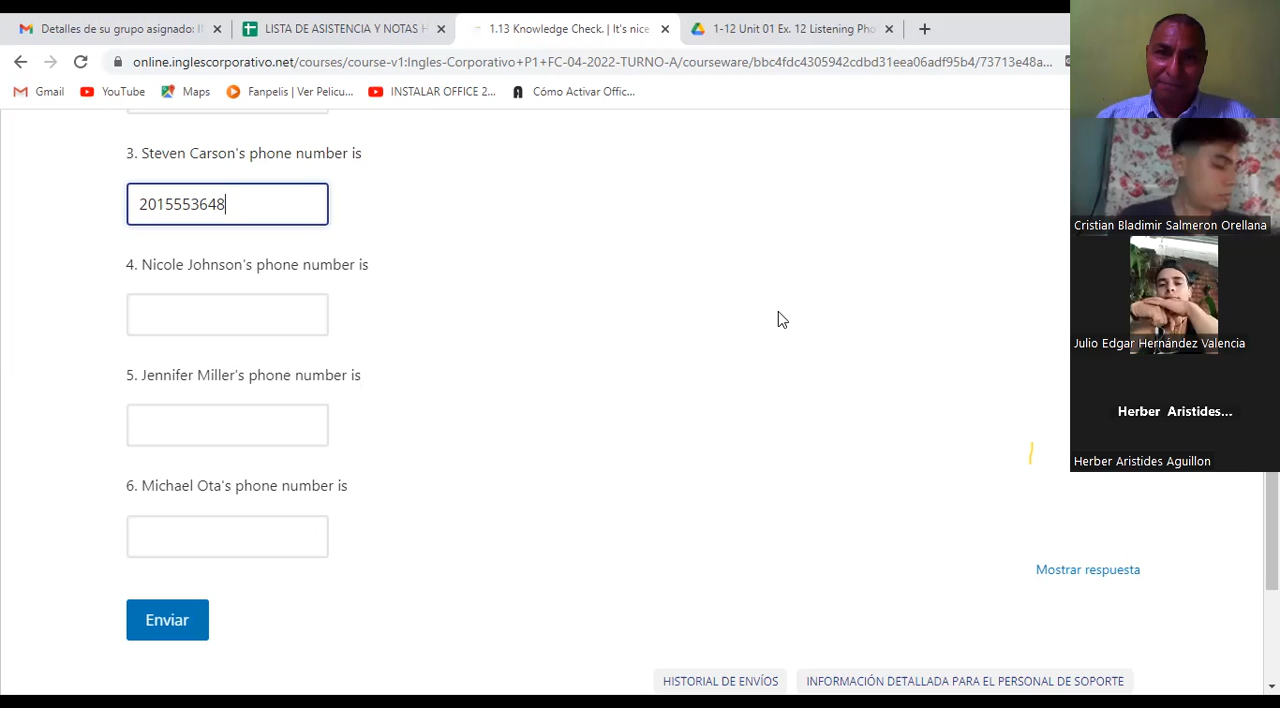 Detalles de su grupo asignado: I
LISTA DE ASISTENCIA Y NOTAS H
1.13 Knowledge Check. | It's nice
1-12 Unit 01 Ex. 12 Listening Pho
online.inglescorporativo.net/courses/course-v1:Ingles-Corporativo+P1+FC-04-2022-TURNO-A/courseware/bbc4fdc4305942cdbd31eea06adf95b4/73713e48a...
Gmail
YouTube
Maps
Fanpelis | Ver Pelicu...
INSTALAR OFFICE 2...
Cómo Activar Offic...
3. Steven Carson's phone number is
2015553648
4. Nicole Johnson's phone number is
5. Jennifer Miller's phone number is
6. Michael Ota's phone number is
Mostrar respuesta
Enviar
HISTORIAL DE ENVÍOS
INFORMACIÓN DETALLADA PARA EL PERSONAL DE SOPORTE
Cristian Bladimir Salmeron Orellana
Julio Edgar Hernández Valencia
Herber Aristides...
Herber Aristides Aguillon